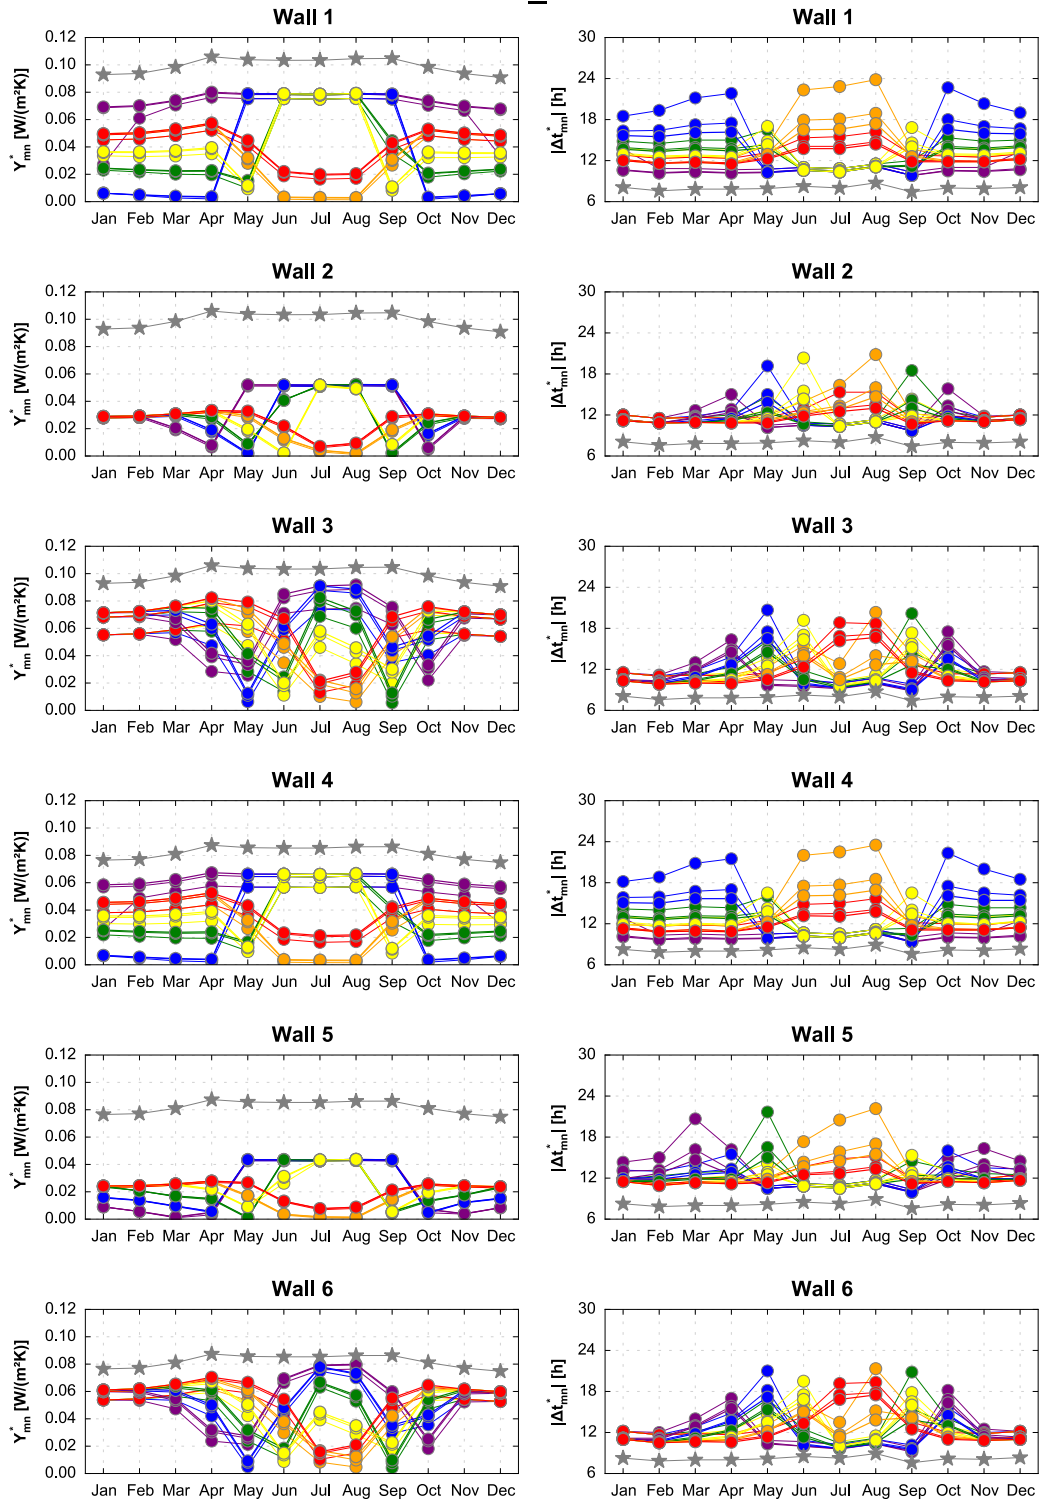 Wall 1
Y*mn [W/(m²K)]
0.12
0.10
0.08
0.06
0.04
0.02
0.00
Jan Feb Mar Apr May Jun Jul Aug Sep Oct Nov Dec
Wall 1
|Δt*mn| [h]
30
24
18
12
6
Jan Feb Mar Apr May Jun Jul Aug Sep Oct Nov Dec
Wall 2
Y*mn [W/(m²K)]
0.12
0.10
0.08
0.06
0.04
0.02
0.00
Jan Feb Mar Apr May Jun Jul Aug Sep Oct Nov Dec
Wall 2
|Δt*mn| [h]
30
24
18
12
6
Jan Feb Mar Apr May Jun Jul Aug Sep Oct Nov Dec
Wall 3
Y*mn [W/(m²K)]
0.12
0.10
0.08
0.06
0.04
0.02
0.00
Jan Feb Mar Apr May Jun Jul Aug Sep Oct Nov Dec
Wall 3
|Δt*mn| [h]
30
24
18
12
6
Jan Feb Mar Apr May Jun Jul Aug Sep Oct Nov Dec
Wall 4
Y*mn [W/(m²K)]
0.12
0.10
0.08
0.06
0.04
0.02
0.00
Jan Feb Mar Apr May Jun Jul Aug Sep Oct Nov Dec
Wall 4
|Δt*mn| [h]
30
24
18
12
6
Jan Feb Mar Apr May Jun Jul Aug Sep Oct Nov Dec
Wall 5
Y*mn [W/(m²K)]
0.12
0.10
0.08
0.06
0.04
0.02
0.00
Jan Feb Mar Apr May Jun Jul Aug Sep Oct Nov Dec
Wall 5
|Δt*mn| [h]
30
24
18
12
6
Jan Feb Mar Apr May Jun Jul Aug Sep Oct Nov Dec
Wall 6
Y*mn [W/(m²K)]
0.12
0.10
0.08
0.06
0.04
0.02
0.00
Jan Feb Mar Apr May Jun Jul Aug Sep Oct Nov Dec
Wall 6
|Δt*mn| [h]
30
24
18
12
6
Jan Feb Mar Apr May Jun Jul Aug Sep Oct Nov Dec